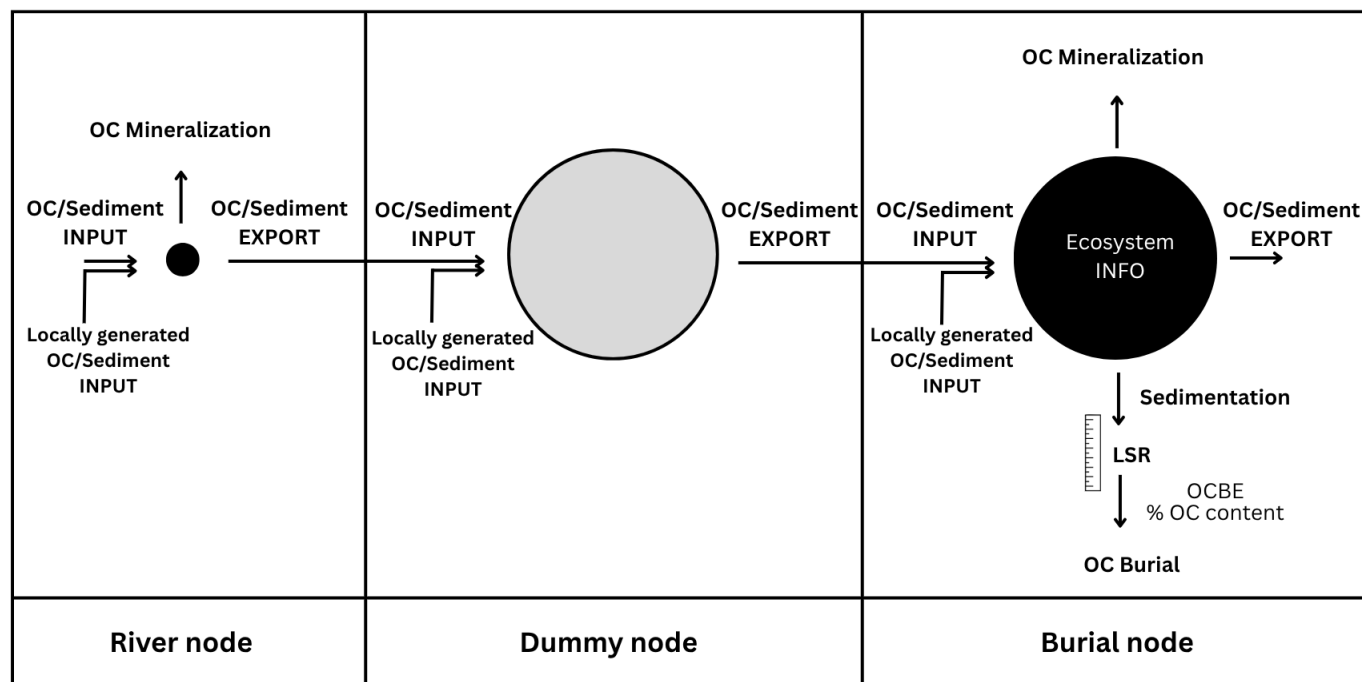 OC Mineralization
OC/Sediment
INPUT
OC/Sediment
EXPORT
Locally generated
OC/Sediment
INPUT
River node
OC/Sediment
INPUT
OC/Sediment
EXPORT
Locally generated
OC/Sediment
INPUT
Dummy node
OC Mineralization
OC/Sediment
INPUT
Ecosystem
INFO
OC/Sediment
EXPORT
Locally generated
OC/Sediment
INPUT
Sedimentation
LSR
OCBE
% OC content
OC Burial
Burial node